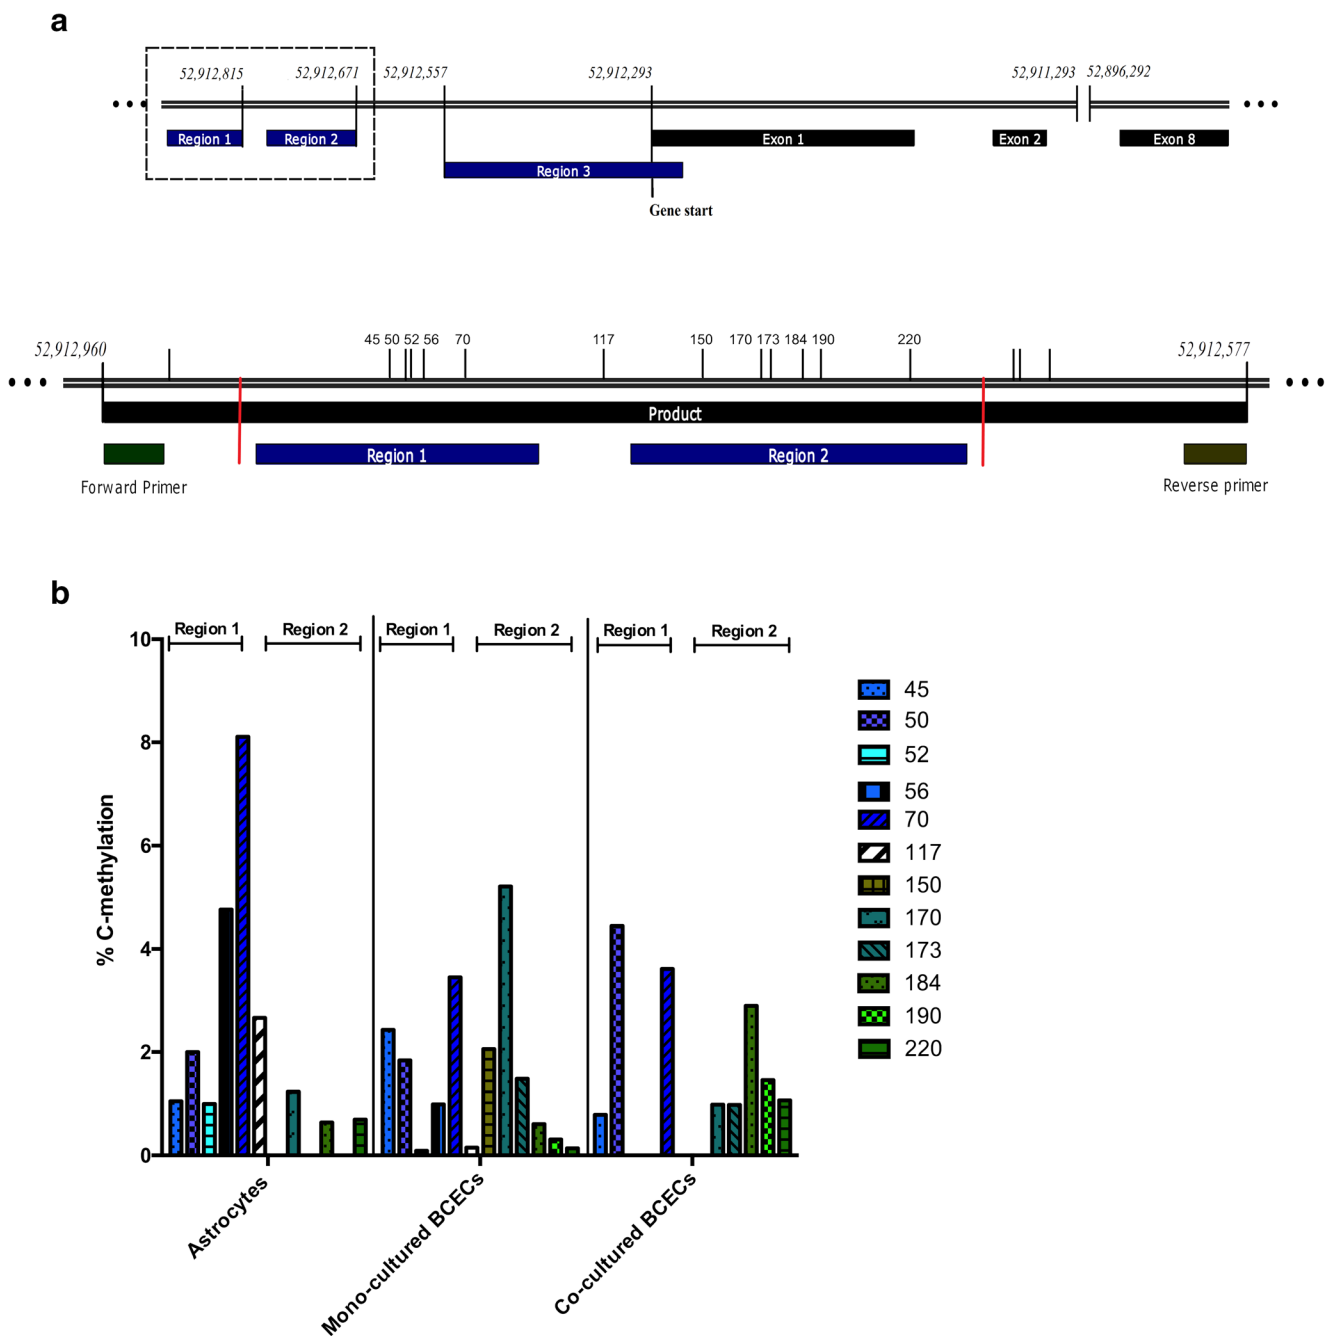 a
52,912,815 52,912,671 52,912,557 52,912,293 52,911,293 52,896,292
Region 1 Region 2 Exon 1 Exon 2 Exon 8
Region 3
Gene start
45 50 52 56 70 117 150 170 173 184 190 220
52,912,960 52,912,577
Product
Region 1 Region 2
Forward Primer Reverse primer
b
Region 1 Region 2 Region 1 Region 2 Region 1 Region 2
10
8
6
4
2
0
% C-methylation
Astrocytes
Mono-cultured BCECs
Co-cultured BCECs
45
50
52
56
70
117
150
170
173
184
190
220